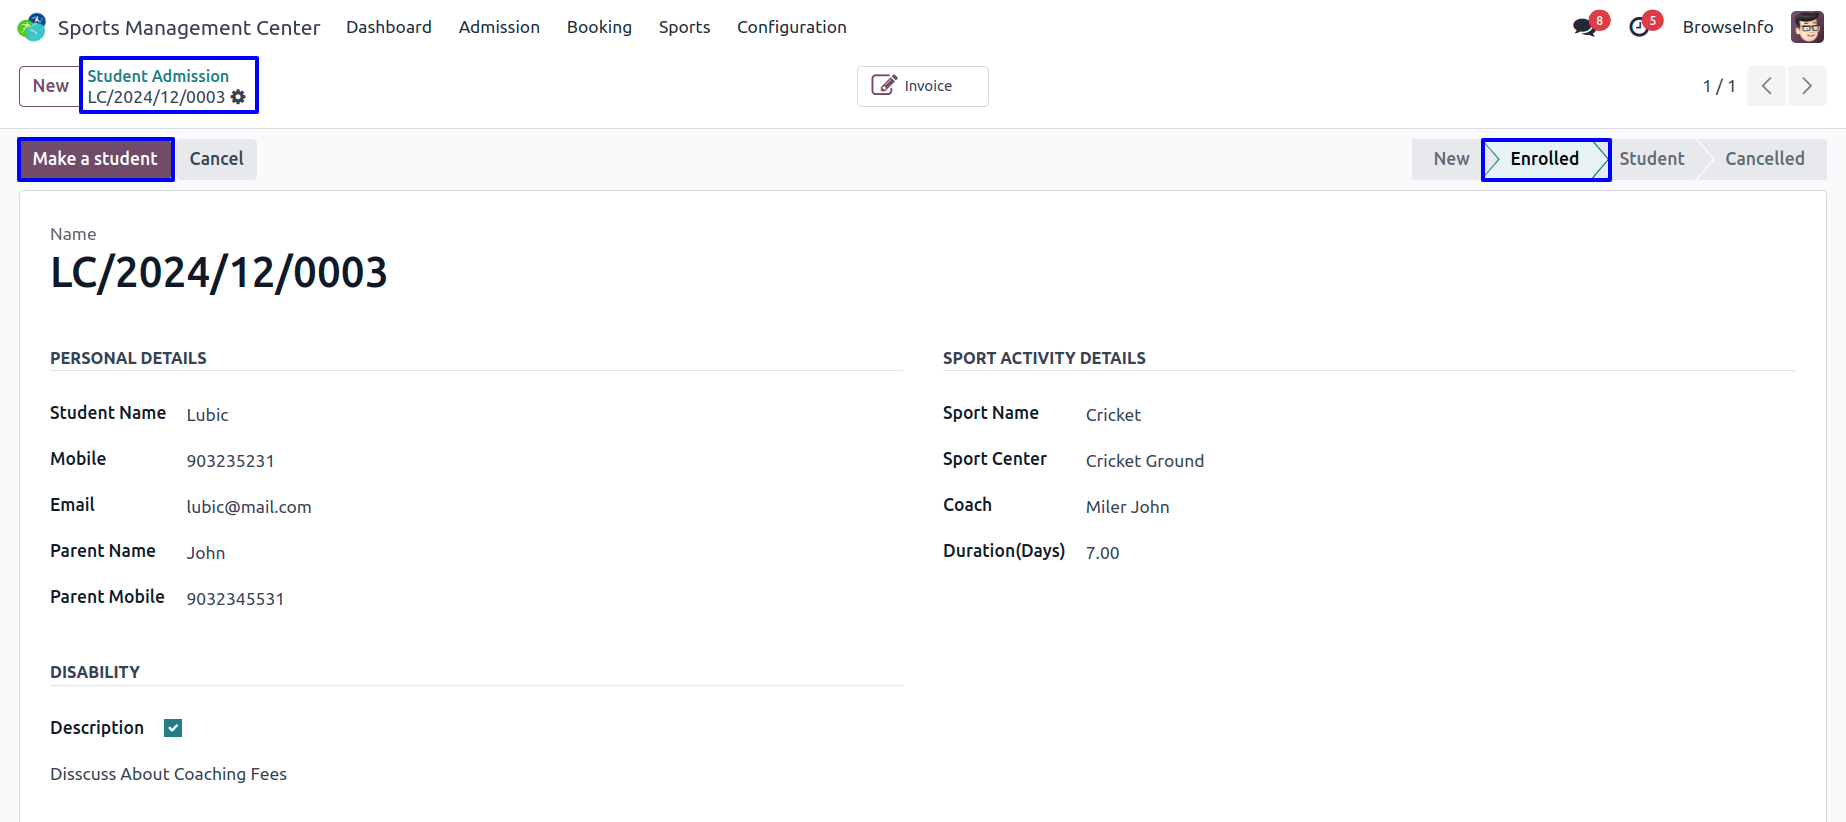 Sports Management Center Dashboard Admission Booking Sports Configuration 8 5 BrowseInfo
New Student Admission Invoice 1 / 1
LC/2024/12/0003
Make a student Cancel New Enrolled Student Cancelled
Name
LC/2024/12/0003
PERSONAL DETAILS
Student Name Lubic
Mobile 903235231
Email lubic@mail.com
Parent Name John
Parent Mobile 9032345531
SPORT ACTIVITY DETAILS
Sport Name Cricket
Sport Center Cricket Ground
Coach Miler John
Duration(Days) 7.00
DISABILITY
Description
Disscuss About Coaching Fees